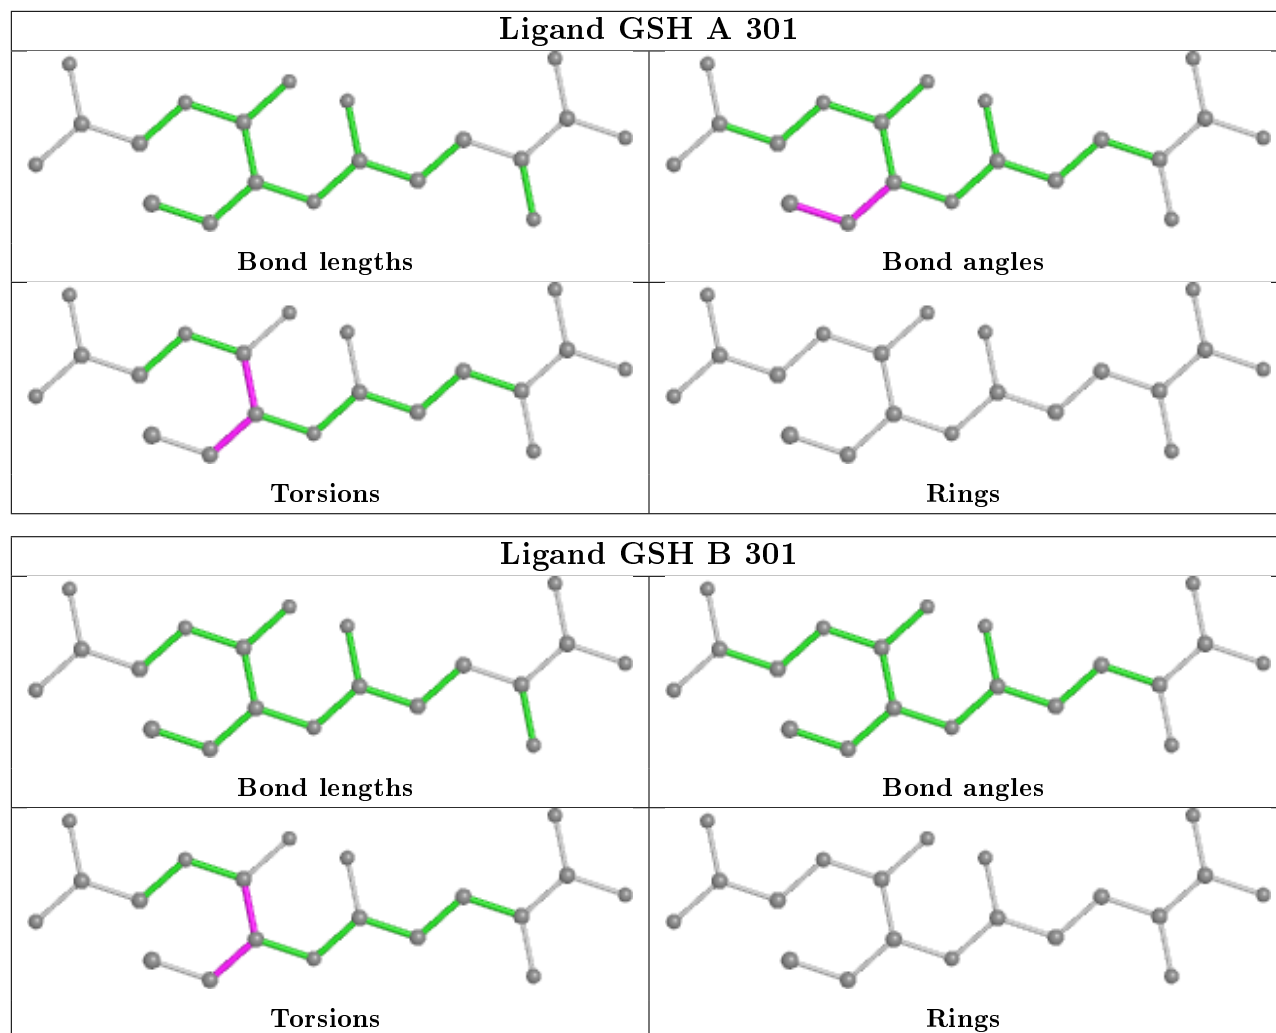 Ligand GSH A 301
Bond lengths
Bond angles
Torsions
Rings
Ligand GSH B 301
Bond lengths
Bond angles
Torsions
Rings